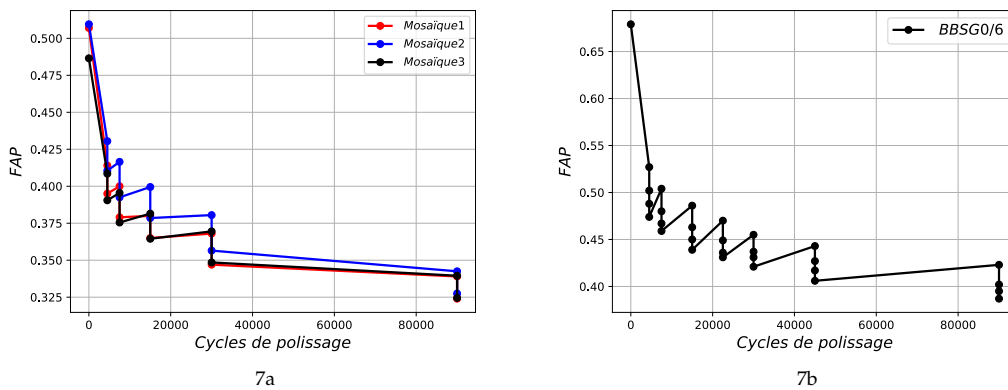 0.500
0.475
0.450
0.425
0.400
0.375
0.350
0.325
FAP
0
20000
40000
60000
80000
Cycles de polissage
Mosaïque1
Mosaïque2
Mosaïque3
7a
0.65
0.60
0.55
0.50
0.45
0.40
FAP
0
20000
40000
60000
80000
Cycles de polissage
BBSG0/6
7b